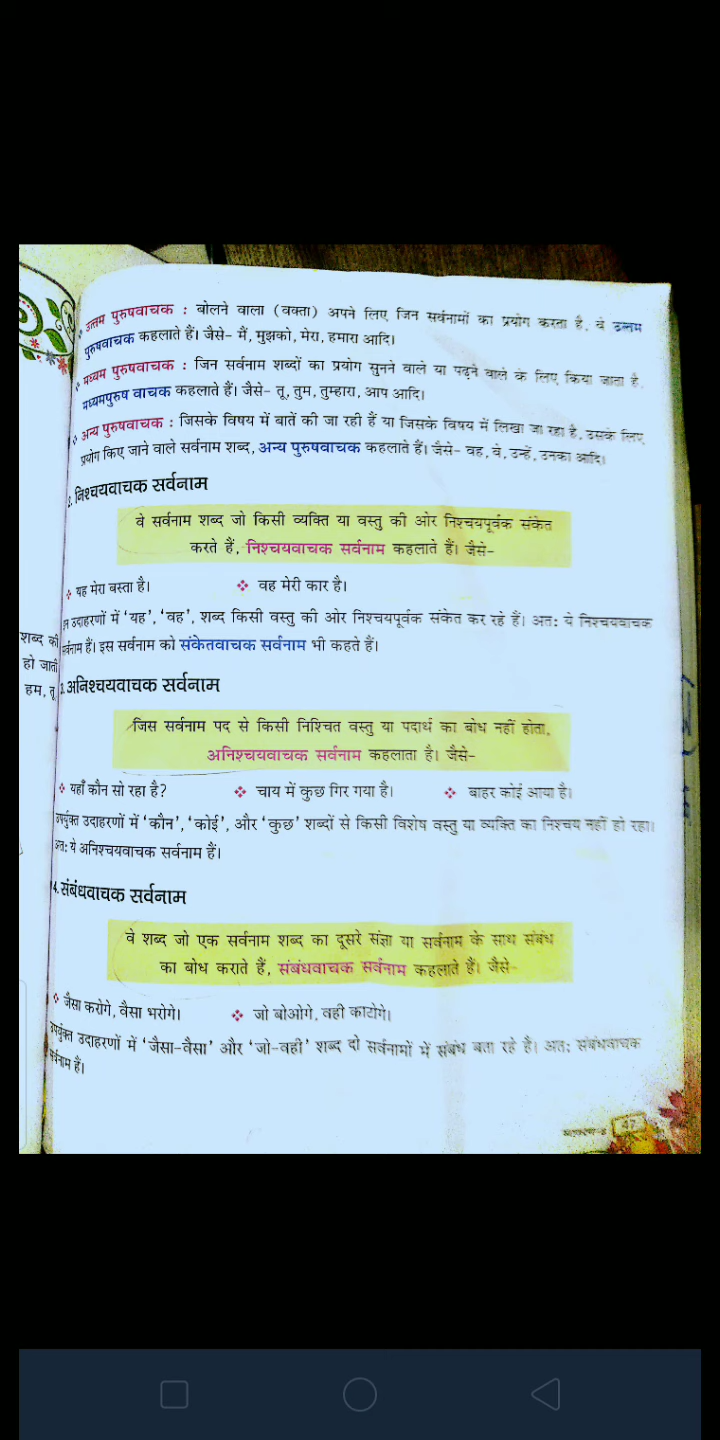 उत्तम पुरुषवाचक : बोलने वाला (वक्ता) अपने लिए जिन सर्वनामों का प्रयोग करता है, वे उत्तम
पुरुषवाचक कहलाते हैं। जैसे- मैं, मुझको, मेरा, हमारा आदि।
मध्यम पुरुषवाचक : जिन सर्वनाम शब्दों का प्रयोग सुनने वाले या पढ़ने वाले के लिए किया जाता है,
मध्यमपुरुष वाचक कहलाते हैं। जैसे- तू, तुम, तुम्हारा, आप आदि।
अन्य पुरुषवाचक : जिसके विषय में बातें की जा रही हैं या जिसके विषय में लिखा जा रहा है, उसके लिए
प्रयोग किए जाने वाले सर्वनाम शब्द, अन्य पुरुषवाचक कहलाते हैं। जैसे- वह, वे, उन्हें, उनका आदि।
2. निश्चयवाचक सर्वनाम
वे सर्वनाम शब्द जो किसी व्यक्ति या वस्तु की ओर निश्चयपूर्वक संकेत
करते हैं, निश्चयवाचक सर्वनाम कहलाते हैं। जैसे-
यह मेरा बस्ता है। वह मेरी कार है।
उदाहरणों में 'यह', 'वह', शब्द किसी वस्तु की ओर निश्चयपूर्वक संकेत कर रहे हैं। अतः ये निश्चयवाचक
सर्वनाम हैं। इस सर्वनाम को संकेतवाचक सर्वनाम भी कहते हैं।
शब्द की
हो जाती
हम, तू,
3. अनिश्चयवाचक सर्वनाम
जिस सर्वनाम पद से किसी निश्चित वस्तु या पदार्थ का बोध नहीं होता,
अनिश्चयवाचक सर्वनाम कहलाता है। जैसे-
यहाँ कौन सो रहा है? चाय में कुछ गिर गया है। बाहर कोई आया है।
उपर्युक्त उदाहरणों में 'कौन', 'कोई', और 'कुछ' शब्दों से किसी विशेष वस्तु या व्यक्ति का निश्चय नहीं हो रहा।
अतः ये अनिश्चयवाचक सर्वनाम हैं।
4. संबंधवाचक सर्वनाम
वे शब्द जो एक सर्वनाम शब्द का दूसरे संज्ञा या सर्वनाम के साथ संबंध
का बोध कराते हैं, संबंधवाचक सर्वनाम कहलाते हैं। जैसे-
जैसा करोगे, वैसा भरोगे। जो बोओगे, वही काटोगे।
उपर्युक्त उदाहरणों में 'जैसा-वैसा' और 'जो-वही' शब्द दो सर्वनामों में संबंध बता रहे है। अतः संबंधवाचक
सर्वनाम हैं।
47